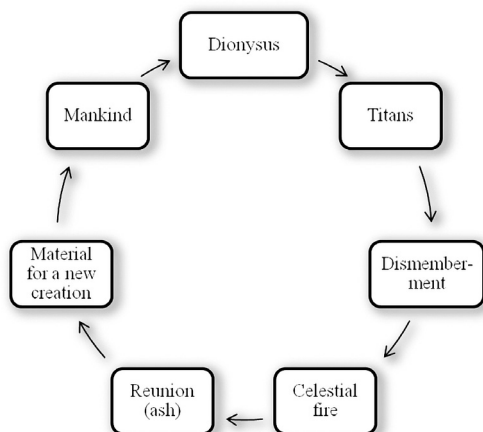 Dionysus
Titans
Dismember-
ment
Celestial
fire
Reunion
(ash)
Material
for a new
creation
Mankind